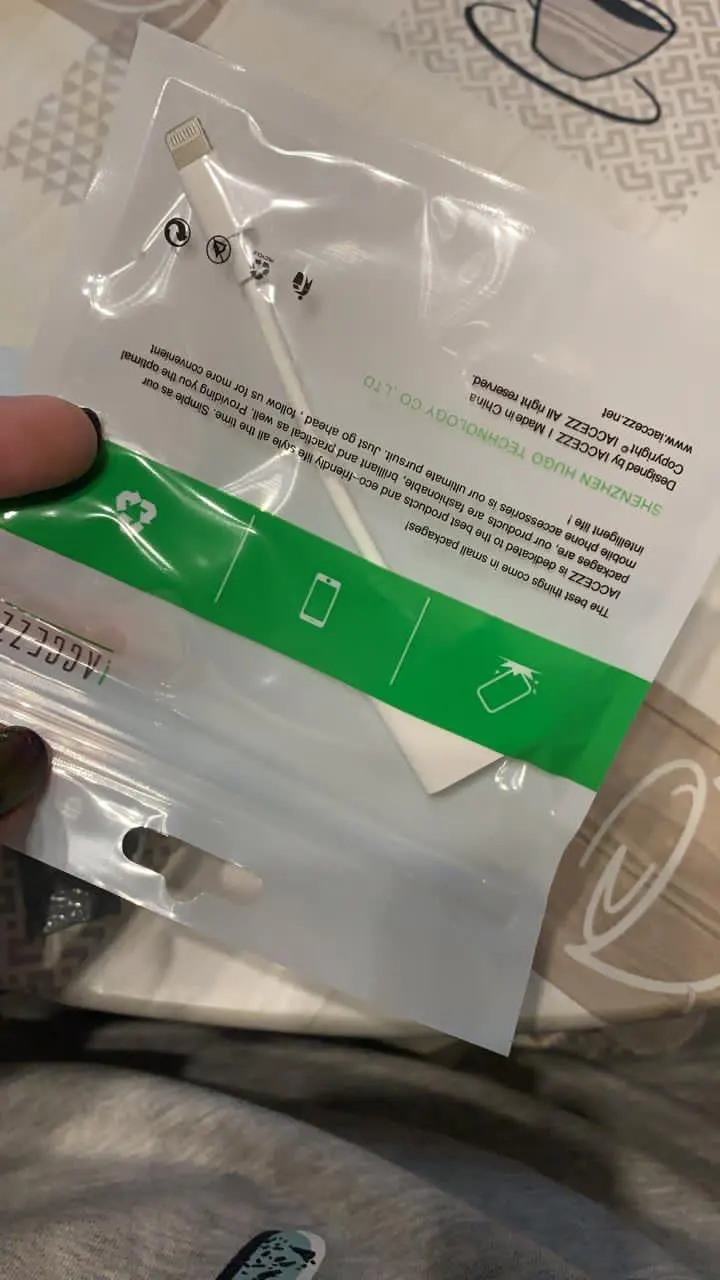 !ACCEZZ
The best things come in small packages!
IACCEZZ is dedicated to the best products and eco-friendly life style all the time. Simple as our
packages are, our products are fashionable, brilliant and practical as well. Providing you the optimal
mobile phone accessories is our ultimate pursuit. Just go ahead , follow us for more convenient
intelligent life !
SHENZHEN HUGO TECHNOLOGY CO .,LTD
Designed by IACCEZZ | Made in China
Copyright © IACCEZZ All right reserved.
www.iaccezz.net